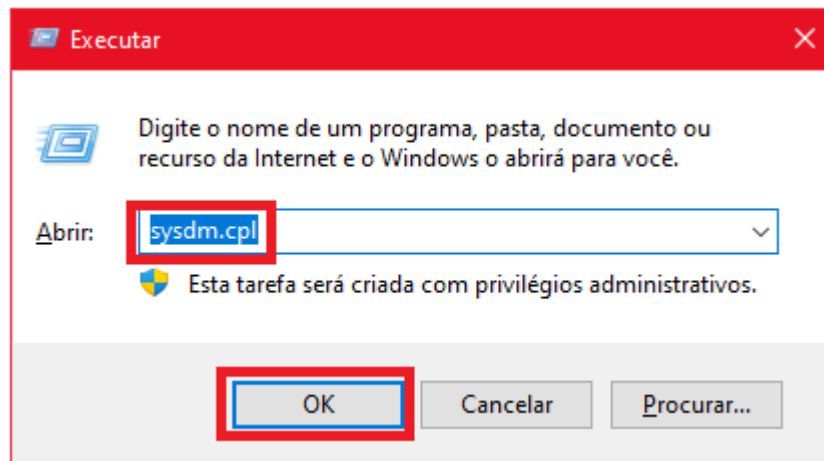 Executar
Digite o nome de um programa, pasta, documento ou
recurso da Internet e o Windows o abrirá para você.
Abrir: sysdm.cpl
Esta tarefa será criada com privilégios administrativos.
OK Cancelar Procurar...